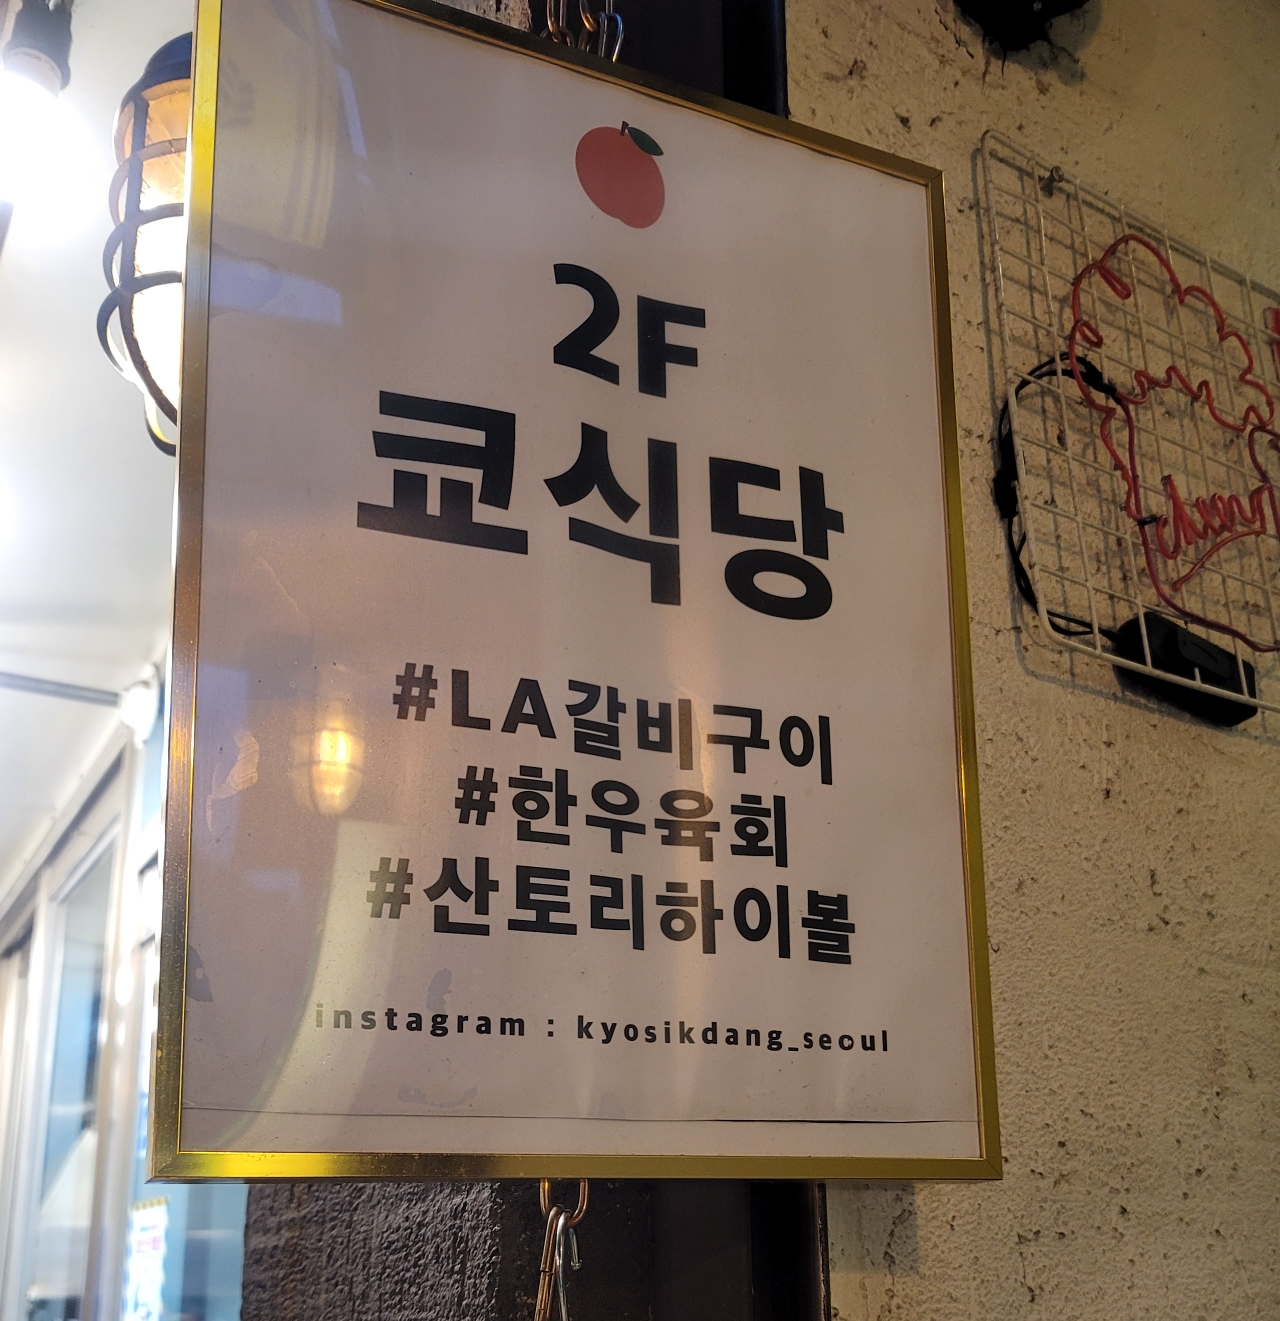 2F
쿄식당
#LA갈비구이
#한우육회
#산토리하이볼
instagram : kyosikdang_seoul